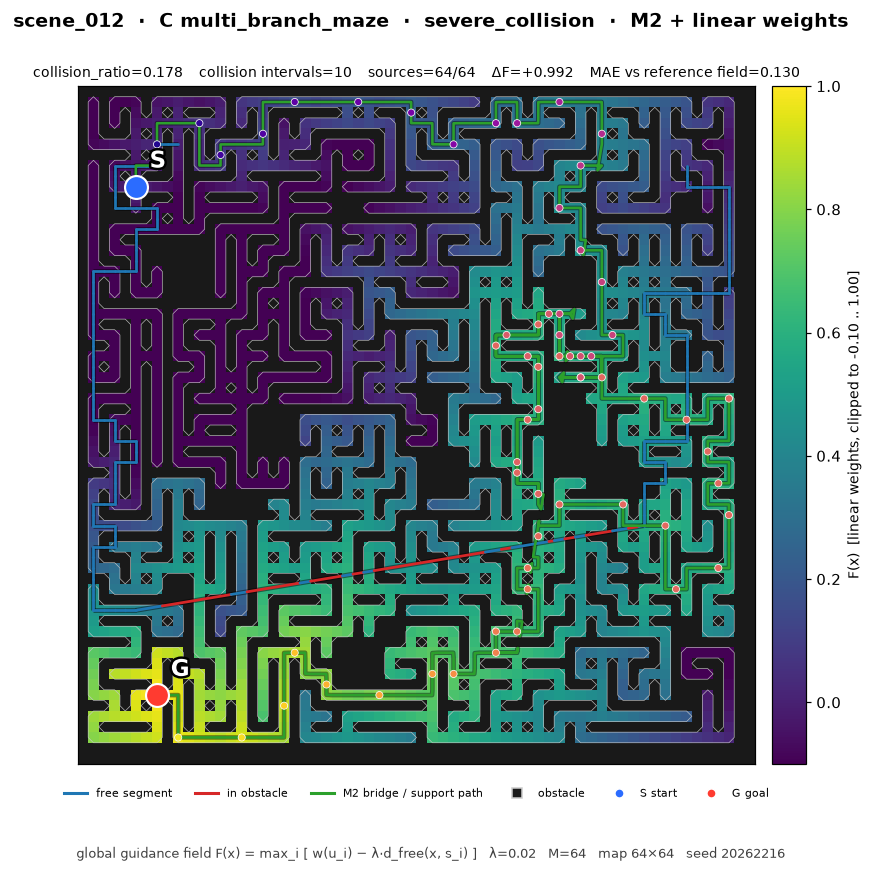 scene_012 · C multi_branch_maze · severe_collision · M2 + linear weights
collision_ratio=0.178 collision intervals=10 sources=64/64 ΔF=+0.992 MAE vs reference field=0.130
S
G
1.0
0.8
0.6
0.4
0.2
0.0
F(x) [linear weights, clipped to -0.10 .. 1.00]
free segment
in obstacle
M2 bridge / support path
obstacle
S start
G goal
global guidance field F(x) = max_i [ w(u_i) − λ·d_free(x, s_i) ] λ=0.02 M=64 map 64×64 seed 20262216